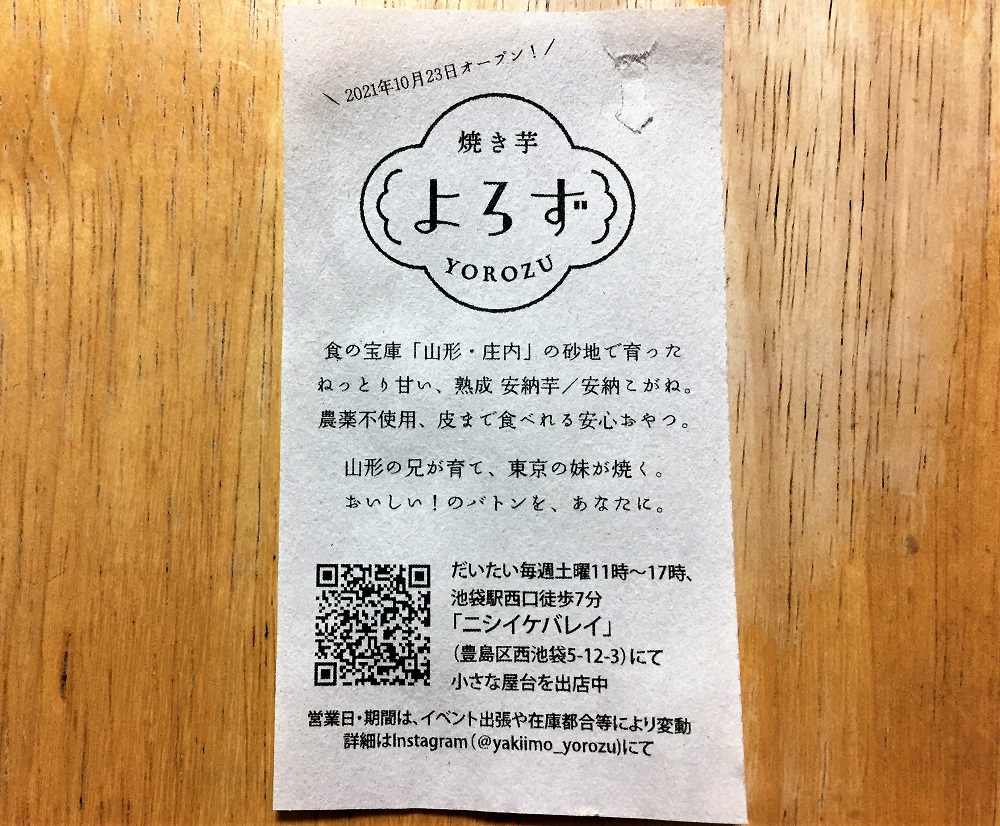 ＼ 2021年10月23日オープン！／
焼き芋
よろず
YOROZU
食の宝庫「山形・庄内」の砂地で育った
ねっとり甘い、熟成 安納芋／安納こがね。
農薬不使用、皮まで食べれる安心おやつ。
山形の兄が育て、東京の妹が焼く。
おいしい！のバトンを、あなたに。
だいたい毎週土曜11時～17時、
池袋駅西口徒歩7分
「ニシイケバレイ」
（豊島区西池袋5-12-3）にて
小さな屋台を出店中
営業日・期間は、イベント出張や在庫都合等により変動
詳細はInstagram（@yakiimo_yorozu)にて